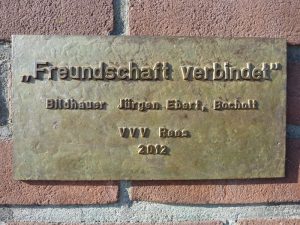 „Freundschaft verbindet"
Bildhauer Jürgen Ebert, Bocholt
VVV Rees
2012